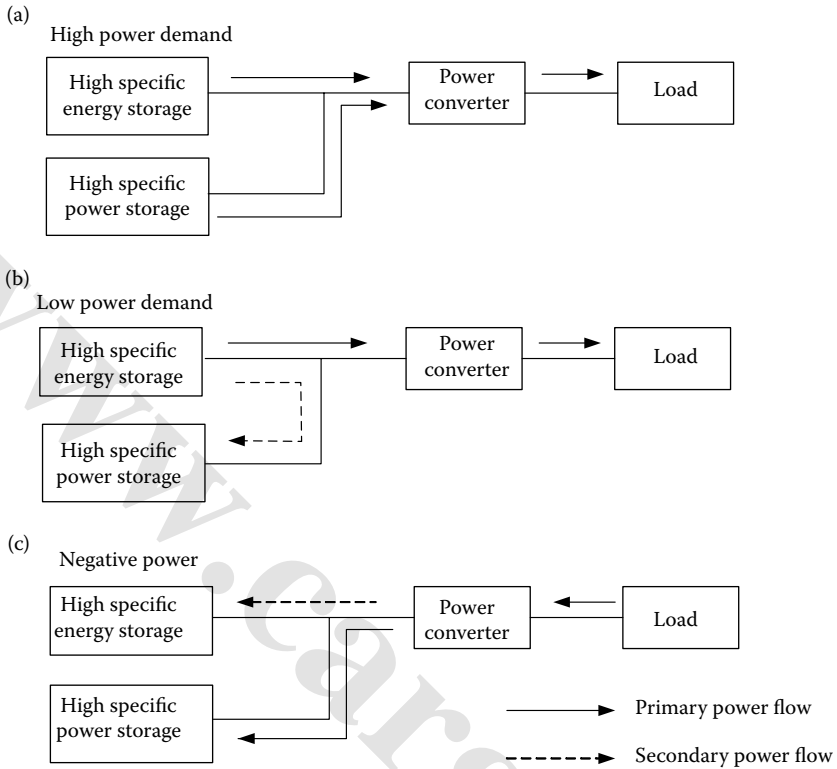 (a)
High power demand
High specific
energy storage
Power
converter
Load
High specific
power storage
(b)
Low power demand
High specific
energy storage
Power
converter
Load
High specific
power storage
(c)
Negative power
High specific
energy storage
Power
converter
Load
High specific
power storage
Primary power flow
Secondary power flow
www.car